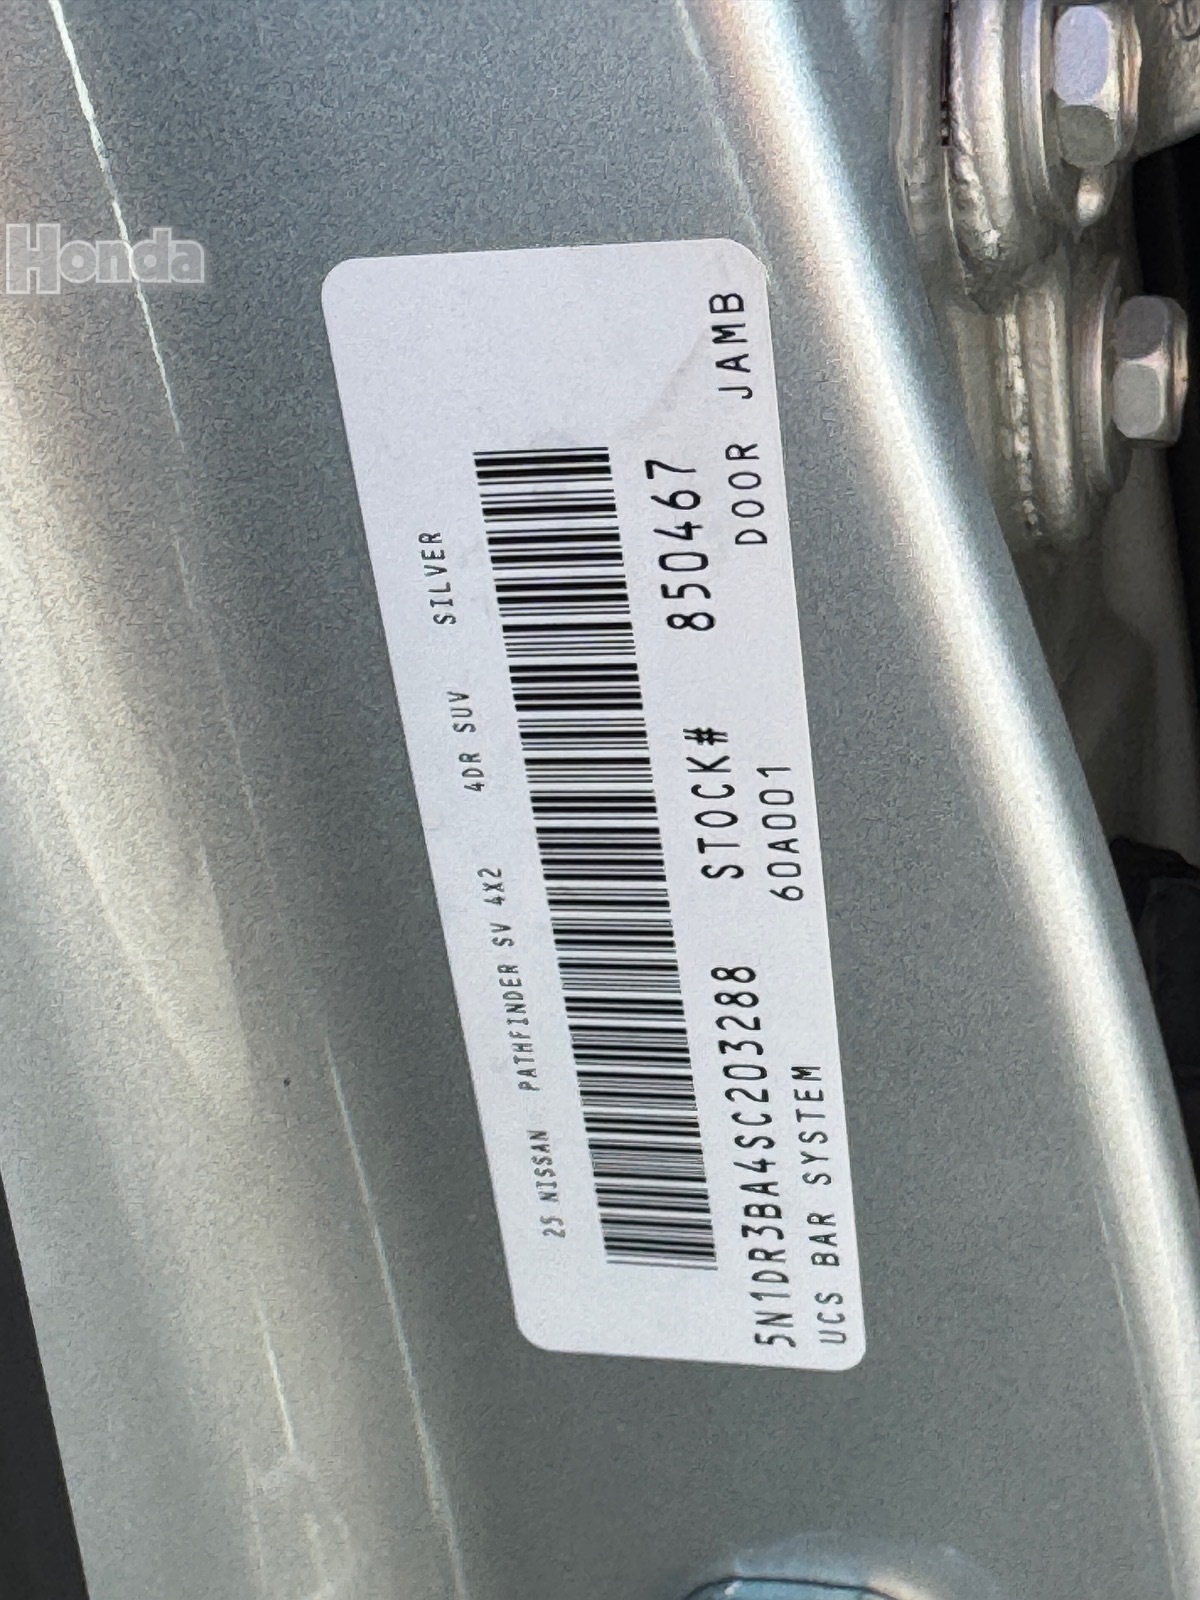 Honda
25 NISSAN PATHFINDER SV 4X2 4DR SUV SILVER
5N1DR3BA4SC203288 STOCK# 850467
UCS BAR SYSTEM 60A001 DOOR JAMB